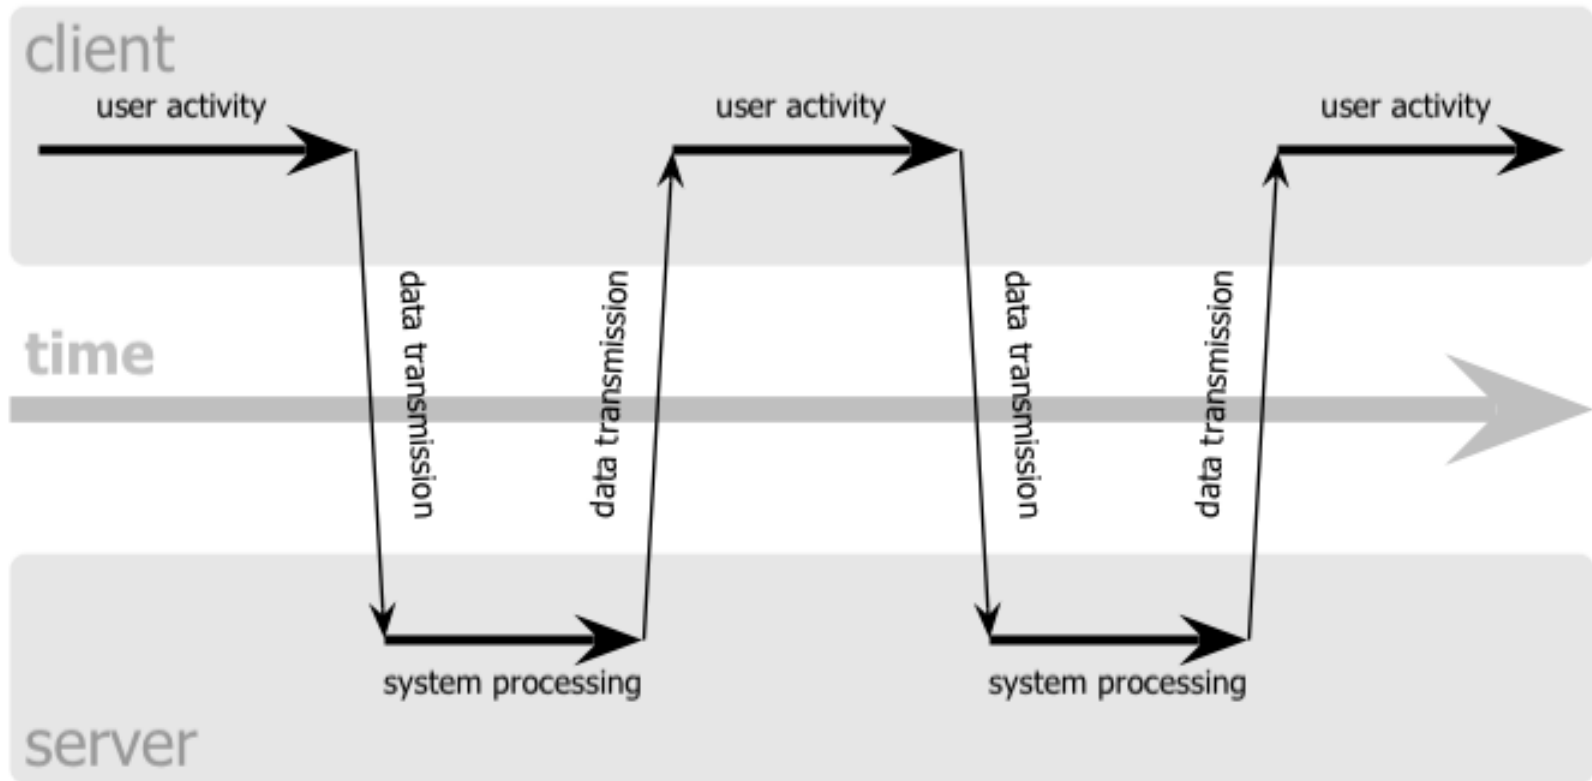 client
user activity
user activity
user activity
data transmission
data transmission
data transmission
data transmission
time
system processing
system processing
server